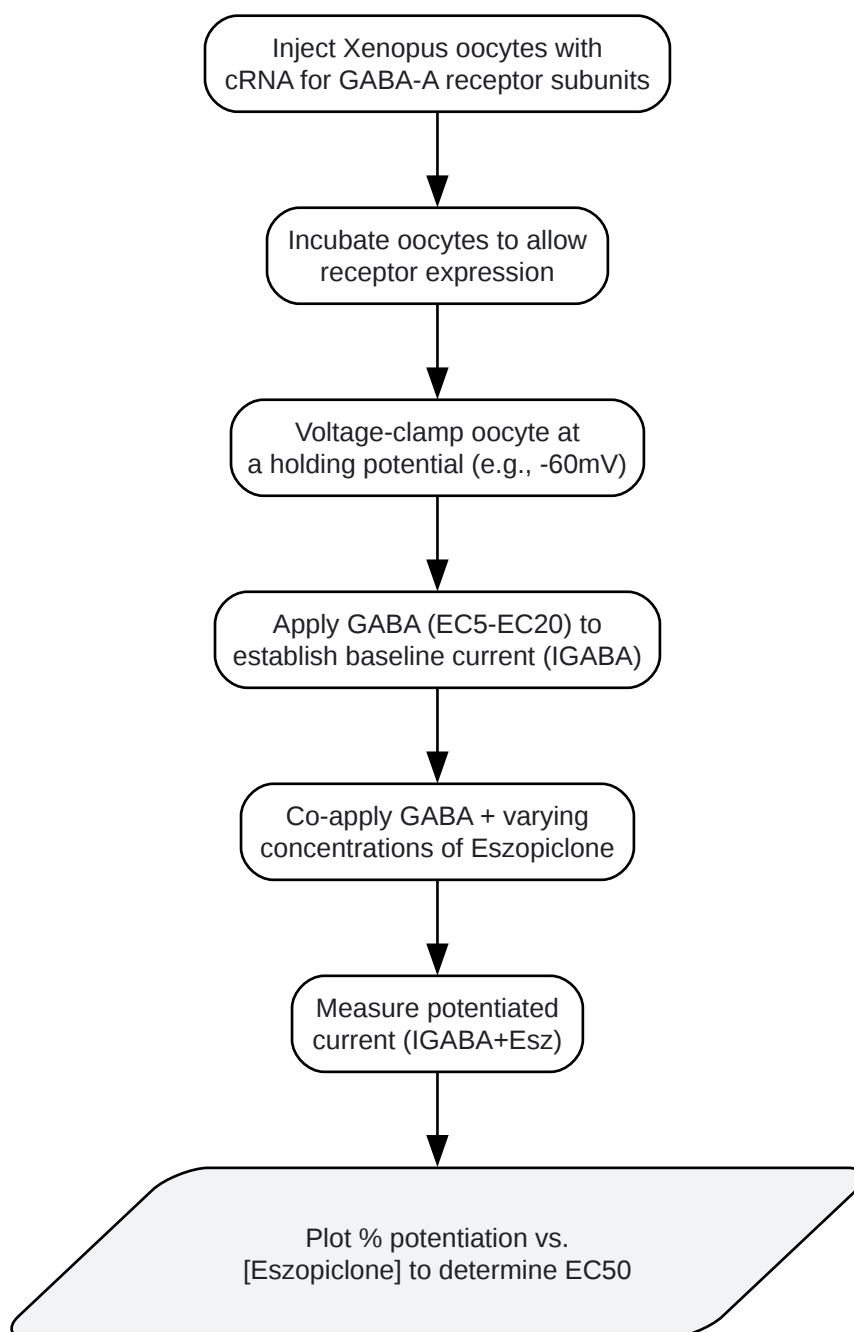 Inject Xenopus oocytes with
cRNA for GABA-A receptor subunits
Incubate oocytes to allow
receptor expression
Voltage-clamp oocyte at
a holding potential (e.g., -60mV)
Apply GABA (EC5-EC20) to
establish baseline current (IGABA)
Co-apply GABA + varying
concentrations of Eszopiclone
Measure potentiated
current (IGABA+Esz)
Plot % potentiation vs.
[Eszopiclone] to determine EC50